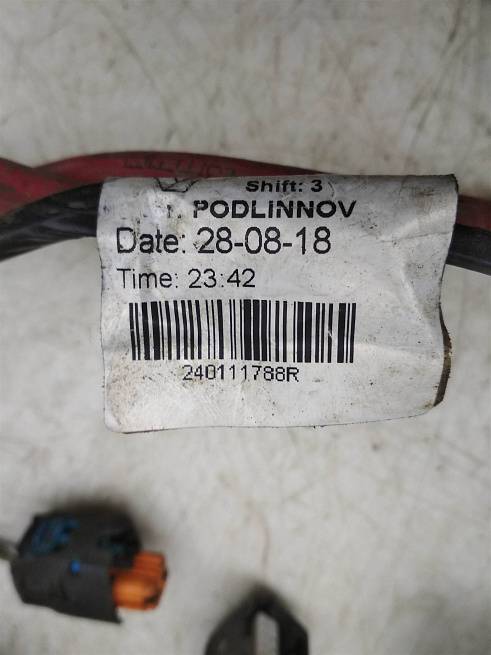 Shift: 3
PODLINNOV
Date: 28-08-18
Time: 23:42
240111788R